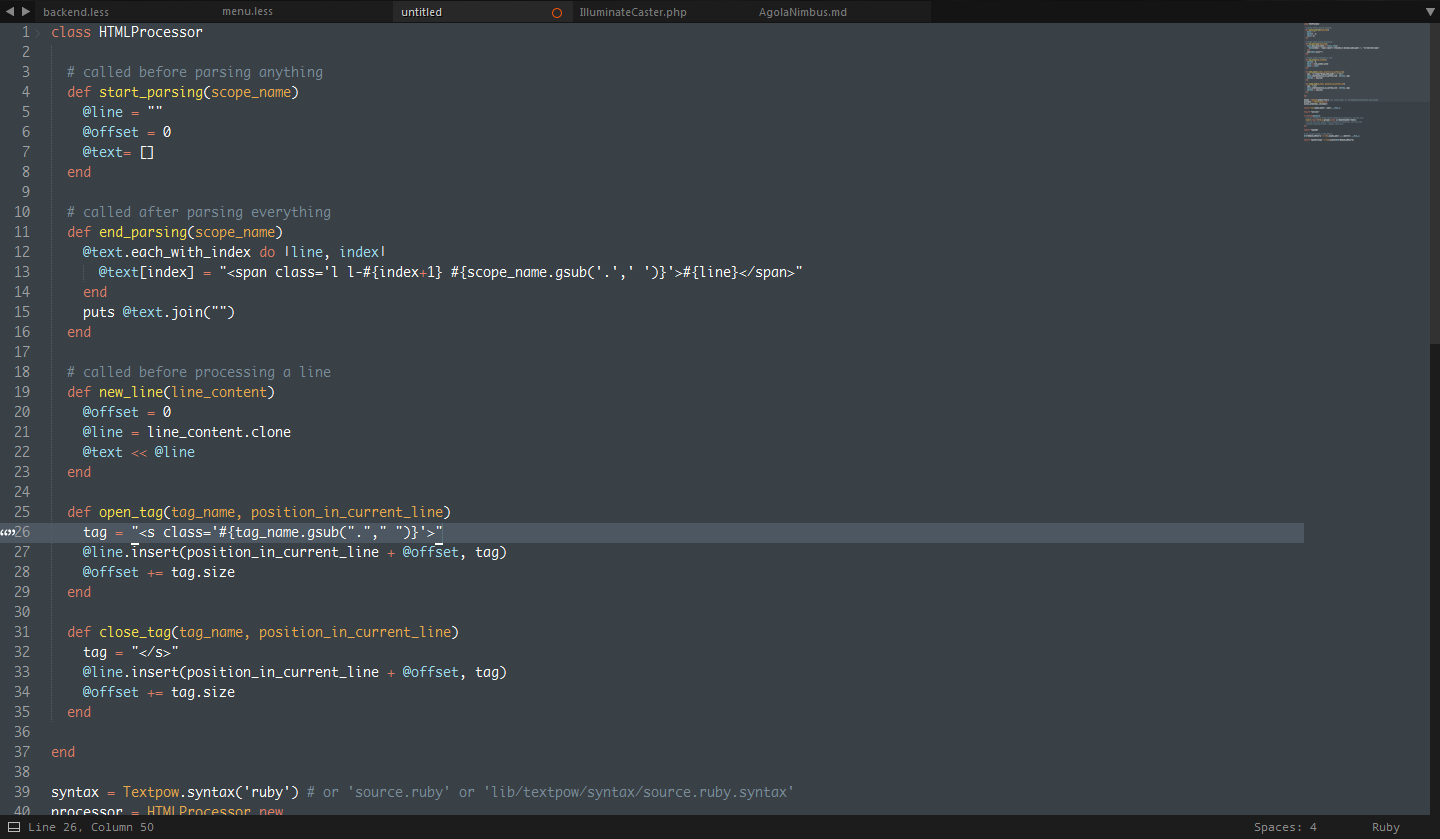 backend.less menu.less untitled IlluminateCaster.php AgolaNimbus.md
1 class HTMLProcessor
2
3 # called before parsing anything
4 def start_parsing(scope_name)
5 @line = ""
6 @offset = 0
7 @text= []
8 end
9
10 # called after parsing everything
11 def end_parsing(scope_name)
12 @text.each_with_index do |line, index|
13 @text[index] = "<span class='l l-#{index+1} #{scope_name.gsub('.',' ')}'>#{line}</span>"
14 end
15 puts @text.join("")
16 end
17
18 # called before processing a line
19 def new_line(line_content)
20 @offset = 0
21 @line = line_content.clone
22 @text << @line
23 end
24
25 def open_tag(tag_name, position_in_current_line)
26 tag = "<s class='#{tag_name.gsub("."," ")}'>"
27 @line.insert(position_in_current_line + @offset, tag)
28 @offset += tag.size
29 end
30
31 def close_tag(tag_name, position_in_current_line)
32 tag = "</s>"
33 @line.insert(position_in_current_line + @offset, tag)
34 @offset += tag.size
35 end
36
37 end
38
39 syntax = Textpow.syntax('ruby') # or 'source.ruby' or 'lib/textpow/syntax/source.ruby.syntax'
40 processor = HTMLProcessor.new
Line 26, Column 50 Spaces: 4 Ruby